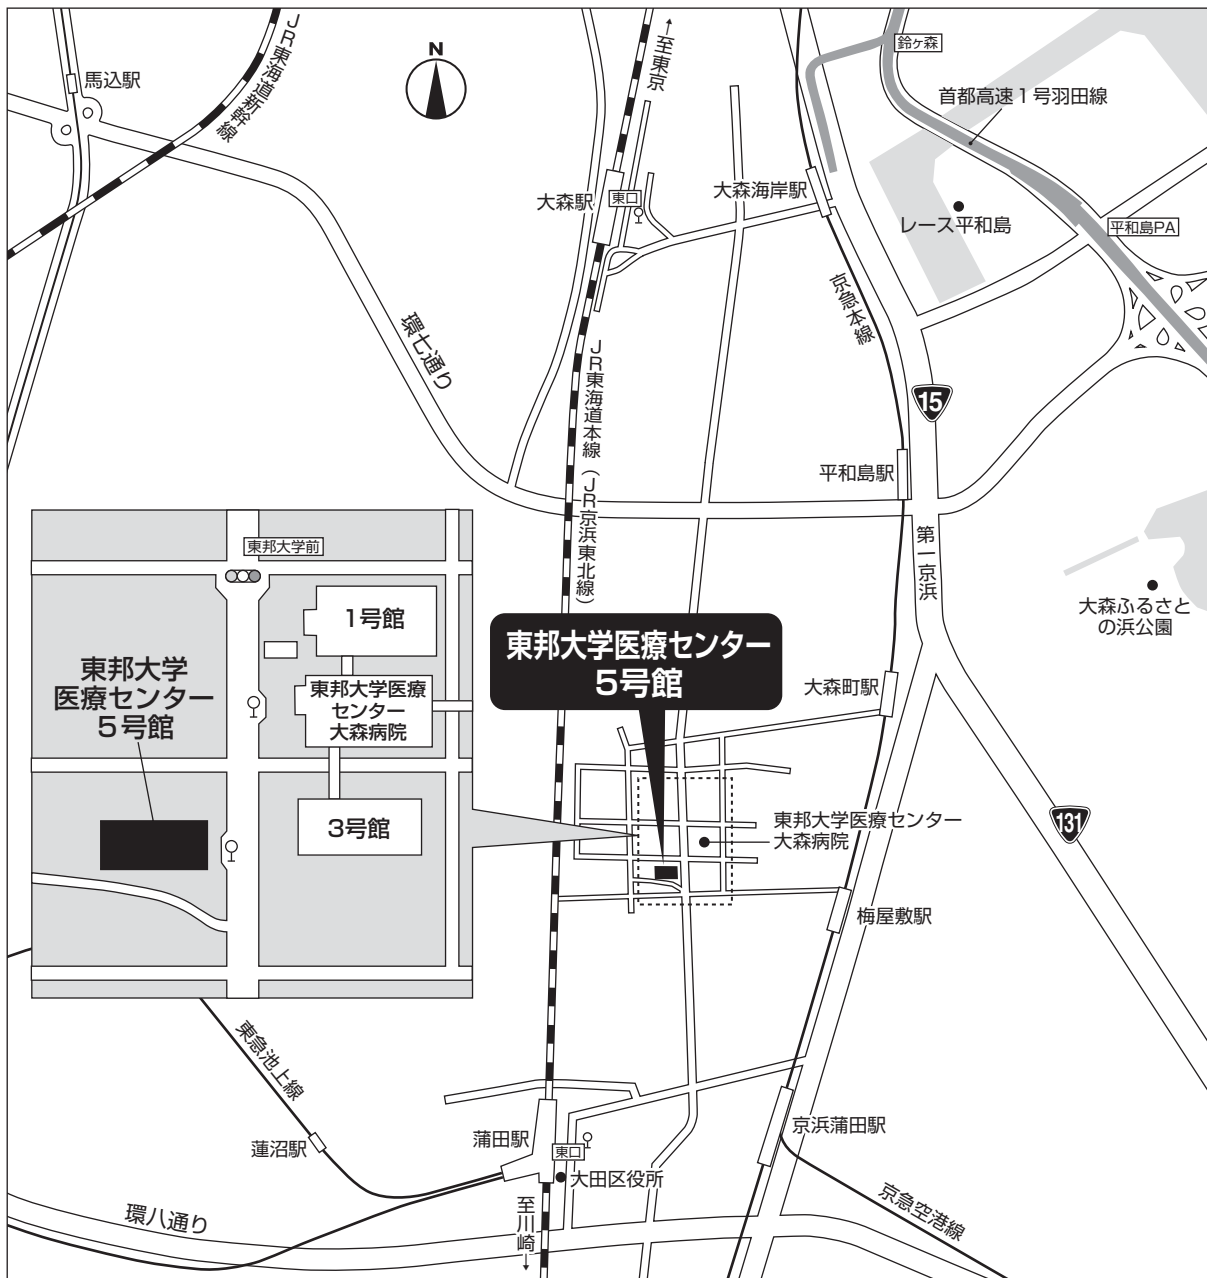 馬込駅
JR東海道新幹線
N
→至東京
鈴ヶ森
首都高速1号羽田線
大森駅
東口
大森海岸駅
レース平和島
平和島PA
京急本線
環七通り
JR東海道本線(JR京浜東北線)
15
平和島駅
第一京浜
大森ふるさと
の浜公園
東邦大学前
1号館
東邦大学
医療センター
5号館
東邦大学医療
センター
大森病院
3号館
東邦大学医療センター
5号館
大森町駅
131
東邦大学医療センター
大森病院
梅屋敷駅
東急池上線
蓮沼駅
蒲田駅
東口
大田区役所
京浜蒲田駅
環八通り
至川崎→
京急空港線